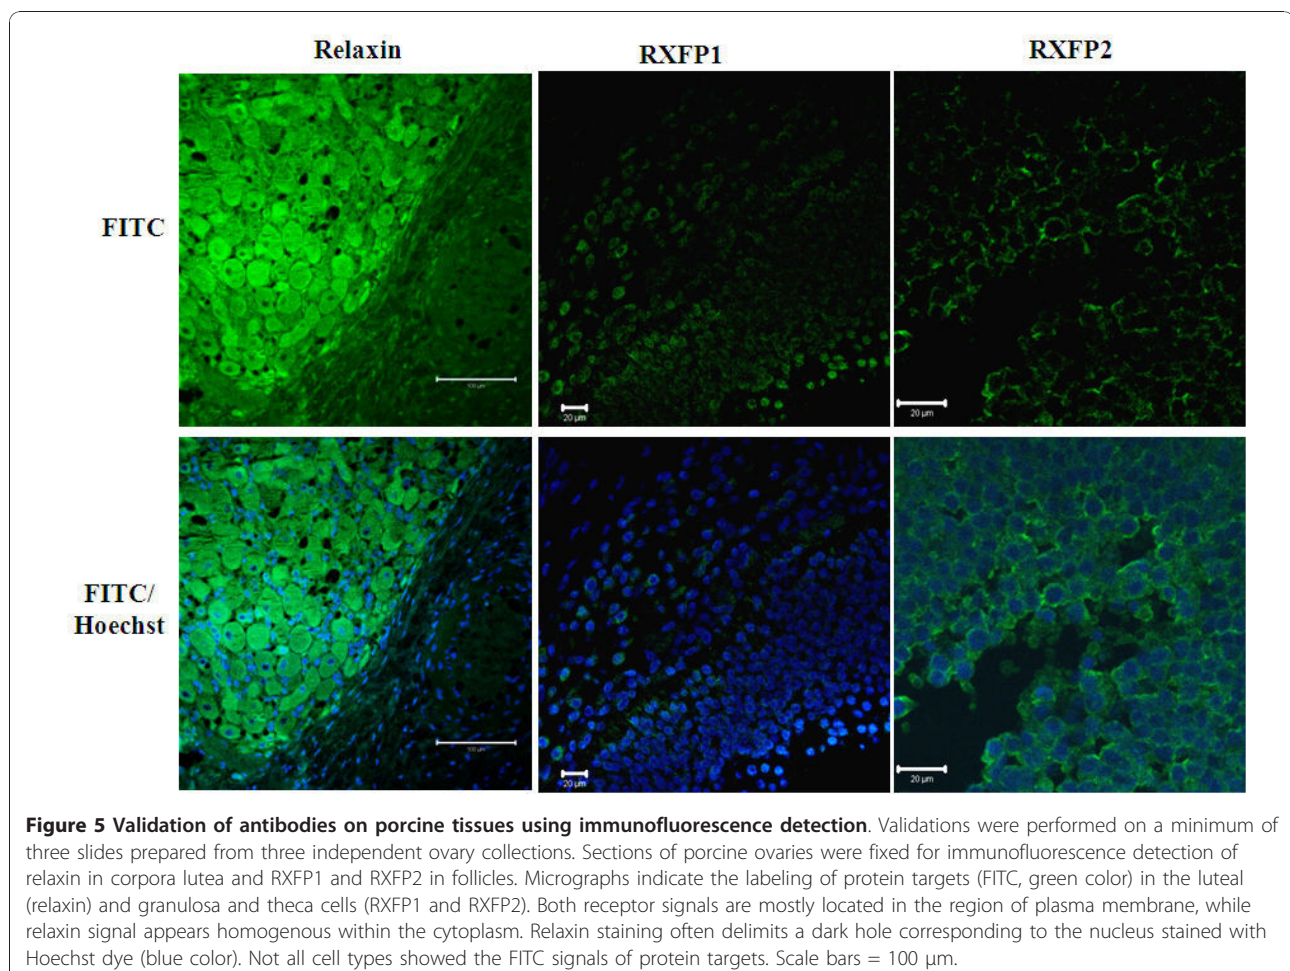 Relaxin
RXFP1
RXFP2
FITC
100 µm
20 µm
20 µm
FITC/
Hoechst
100 µm
20 µm
20 µm
Figure 5 Validation of antibodies on porcine tissues using immunofluorescence detection. Validations were performed on a minimum of
three slides prepared from three independent ovary collections. Sections of porcine ovaries were fixed for immunofluorescence detection of
relaxin in corpora lutea and RXFP1 and RXFP2 in follicles. Micrographs indicate the labeling of protein targets (FITC, green color) in the luteal
(relaxin) and granulosa and theca cells (RXFP1 and RXFP2). Both receptor signals are mostly located in the region of plasma membrane, while
relaxin signal appears homogenous within the cytoplasm. Relaxin staining often delimits a dark hole corresponding to the nucleus stained with
Hoechst dye (blue color). Not all cell types showed the FITC signals of protein targets. Scale bars = 100 μm.